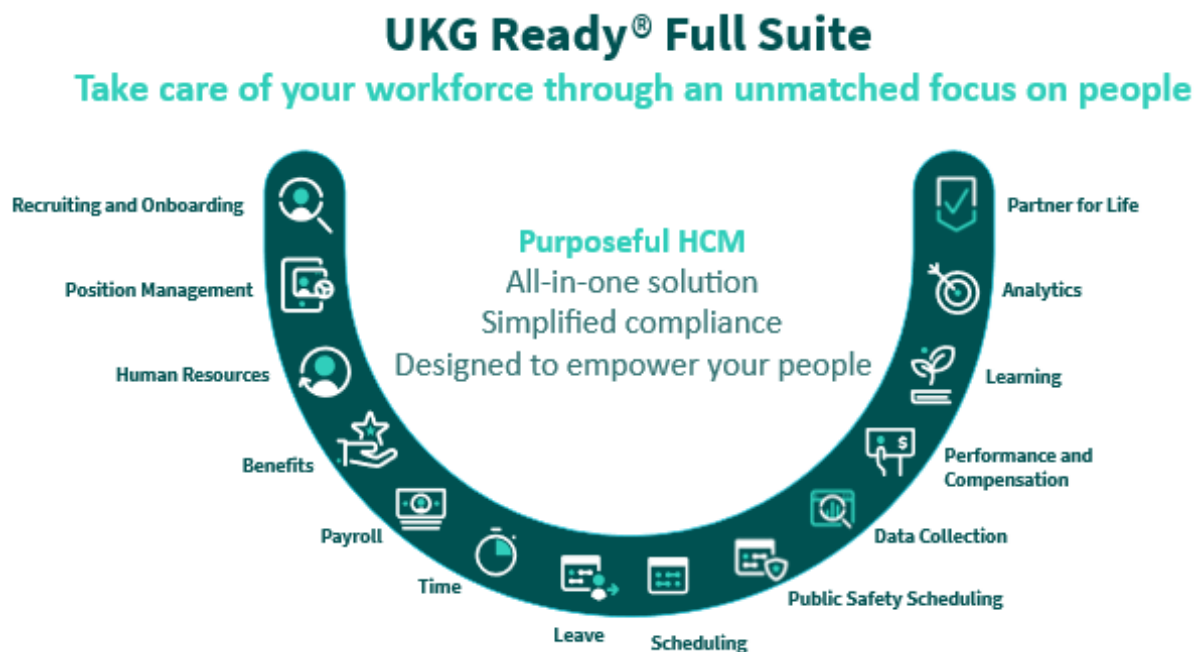 UKG Ready® Full Suite
Take care of your workforce through an unmatched focus on people
Recruiting and Onboarding
Position Management
Human Resources
Benefits
Payroll
Time
Leave
Scheduling
Public Safety Scheduling
Data Collection
Performance and
Compensation
Learning
Analytics
Partner for Life
Purposeful HCM
All-in-one solution
Simplified compliance
Designed to empower your people